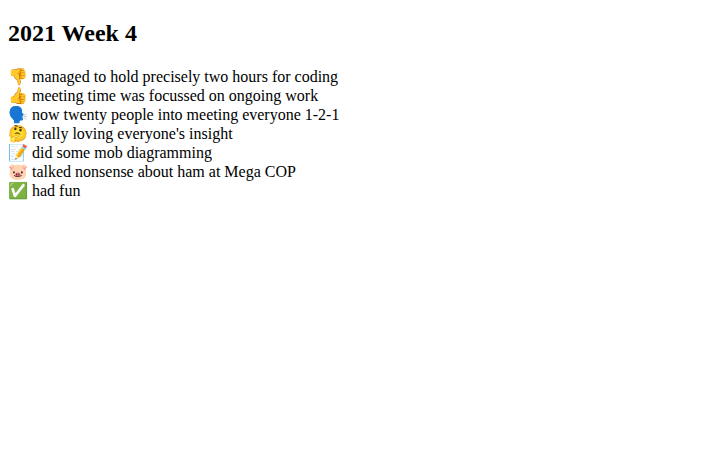 2021 Week 4
👎 managed to hold precisely two hours for coding
👍 meeting time was focussed on ongoing work
🗣️ now twenty people into meeting everyone 1-2-1
🤔 really loving everyone's insight
📝 did some mob diagramming
🐷 talked nonsense about ham at Mega COP
✅ had fun